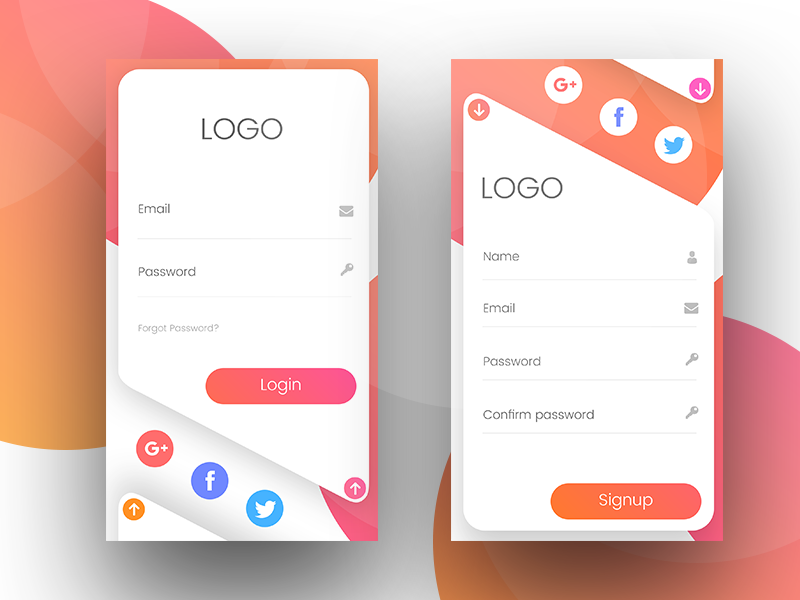 LOGO
Email
Password
Forgot Password?
Login
G+
f
G+
f
LOGO
Name
Email
Password
Confirm password
Signup